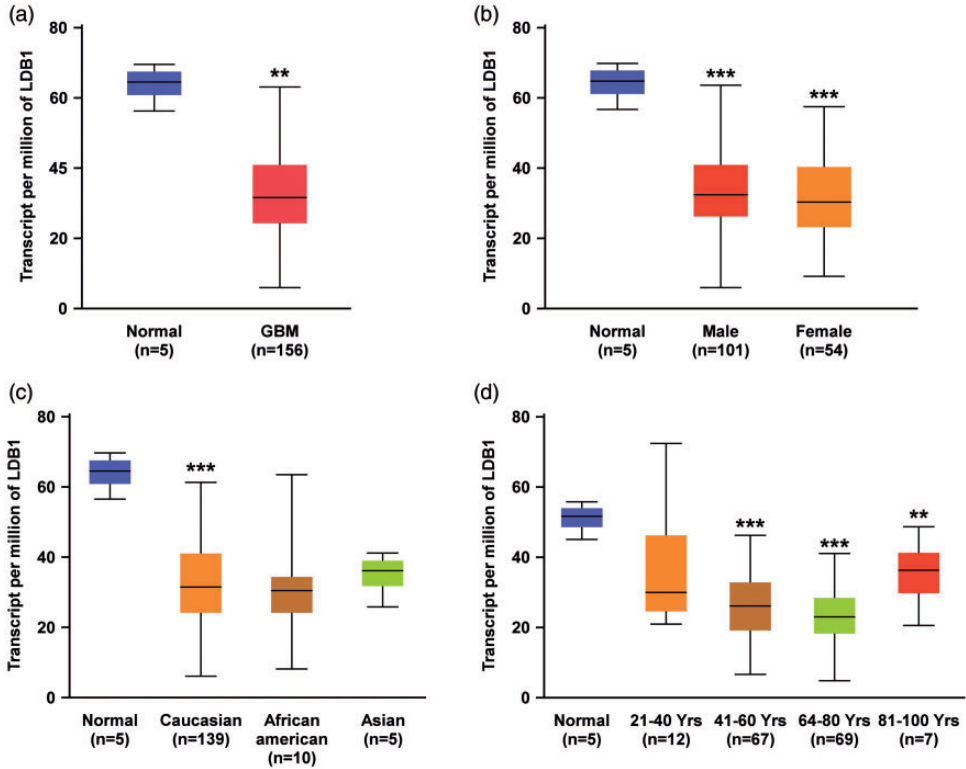 (a)
Transcript per million of LDB1
80
60
45
20
0
**
Normal
(n=5)
GBM
(n=156)
(b)
Transcript per million of LDB1
80
60
40
20
0
***
***
Normal
(n=5)
Male
(n=101)
Female
(n=54)
(c)
Transcript per million of LDB1
80
60
40
20
0
***
Normal
(n=5)
Caucasian
(n=139)
African
american
(n=10)
Asian
(n=5)
(d)
Transcript per million of LDB1
80
60
40
20
0
***
***
**
Normal
(n=5)
21-40 Yrs
(n=12)
41-60 Yrs
(n=67)
64-80 Yrs
(n=69)
81-100 Yrs
(n=7)